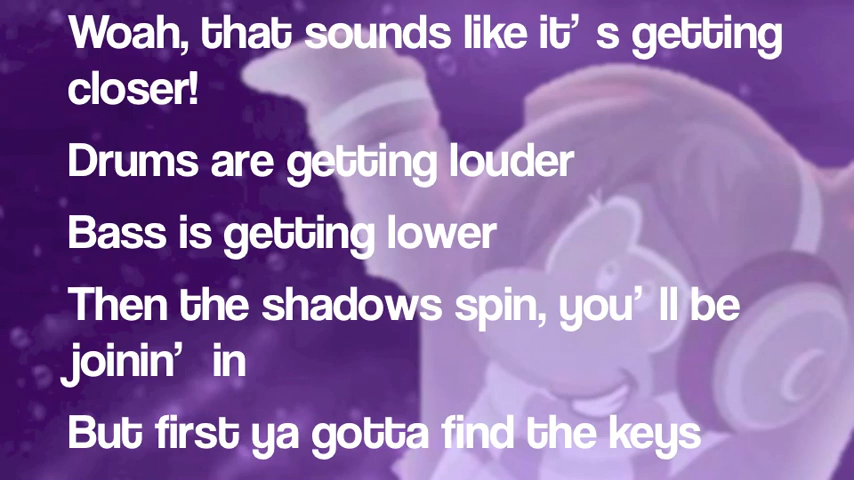 Woah, that sounds like it’ s getting
closer!
Drums are getting louder
Bass is getting lower
Then the shadows spin, you’ ll be
joinin’ in
But first ya gotta find the keys